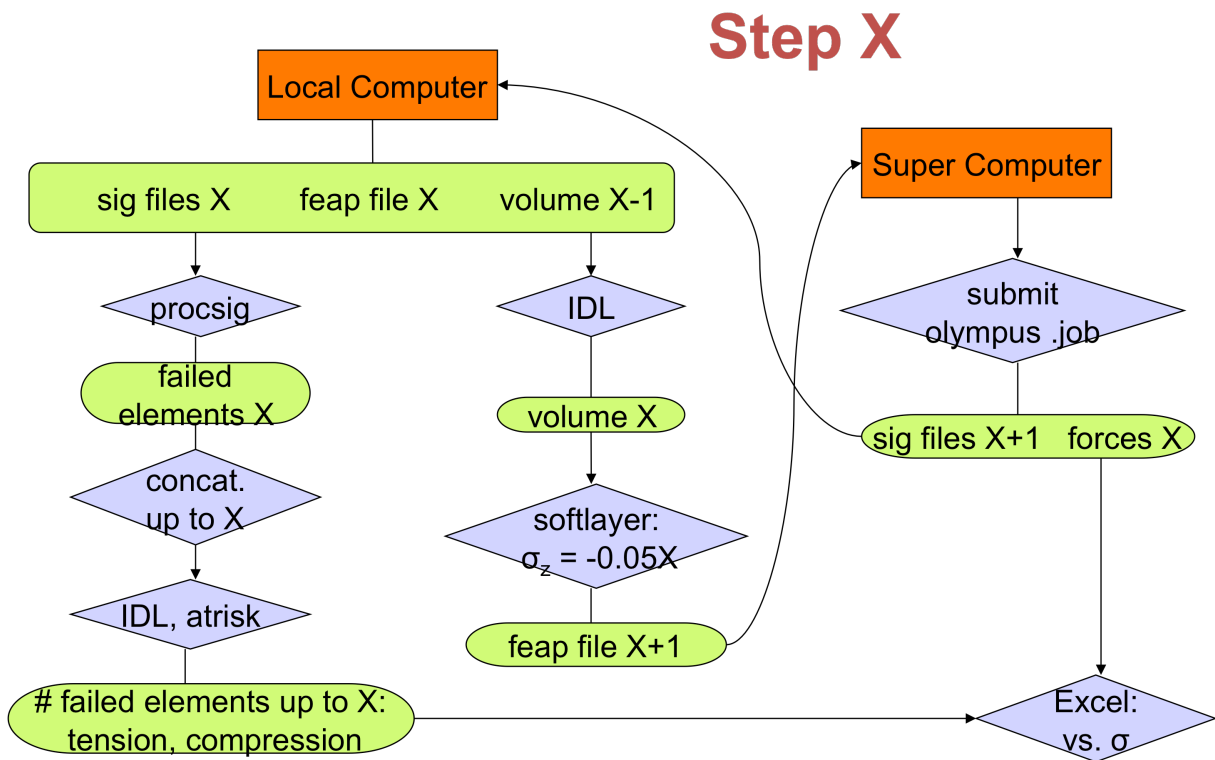 Step X
Local Computer
Super Computer
sig files X feap file X volume X-1
procsig
IDL
submit
olympus .job
failed
elements X
volume X
sig files X+1 forces X
concat.
up to X
softlayer:
σz = -0.05X
IDL, atrisk
feap file X+1
# failed elements up to X:
tension, compression
Excel:
vs. σ